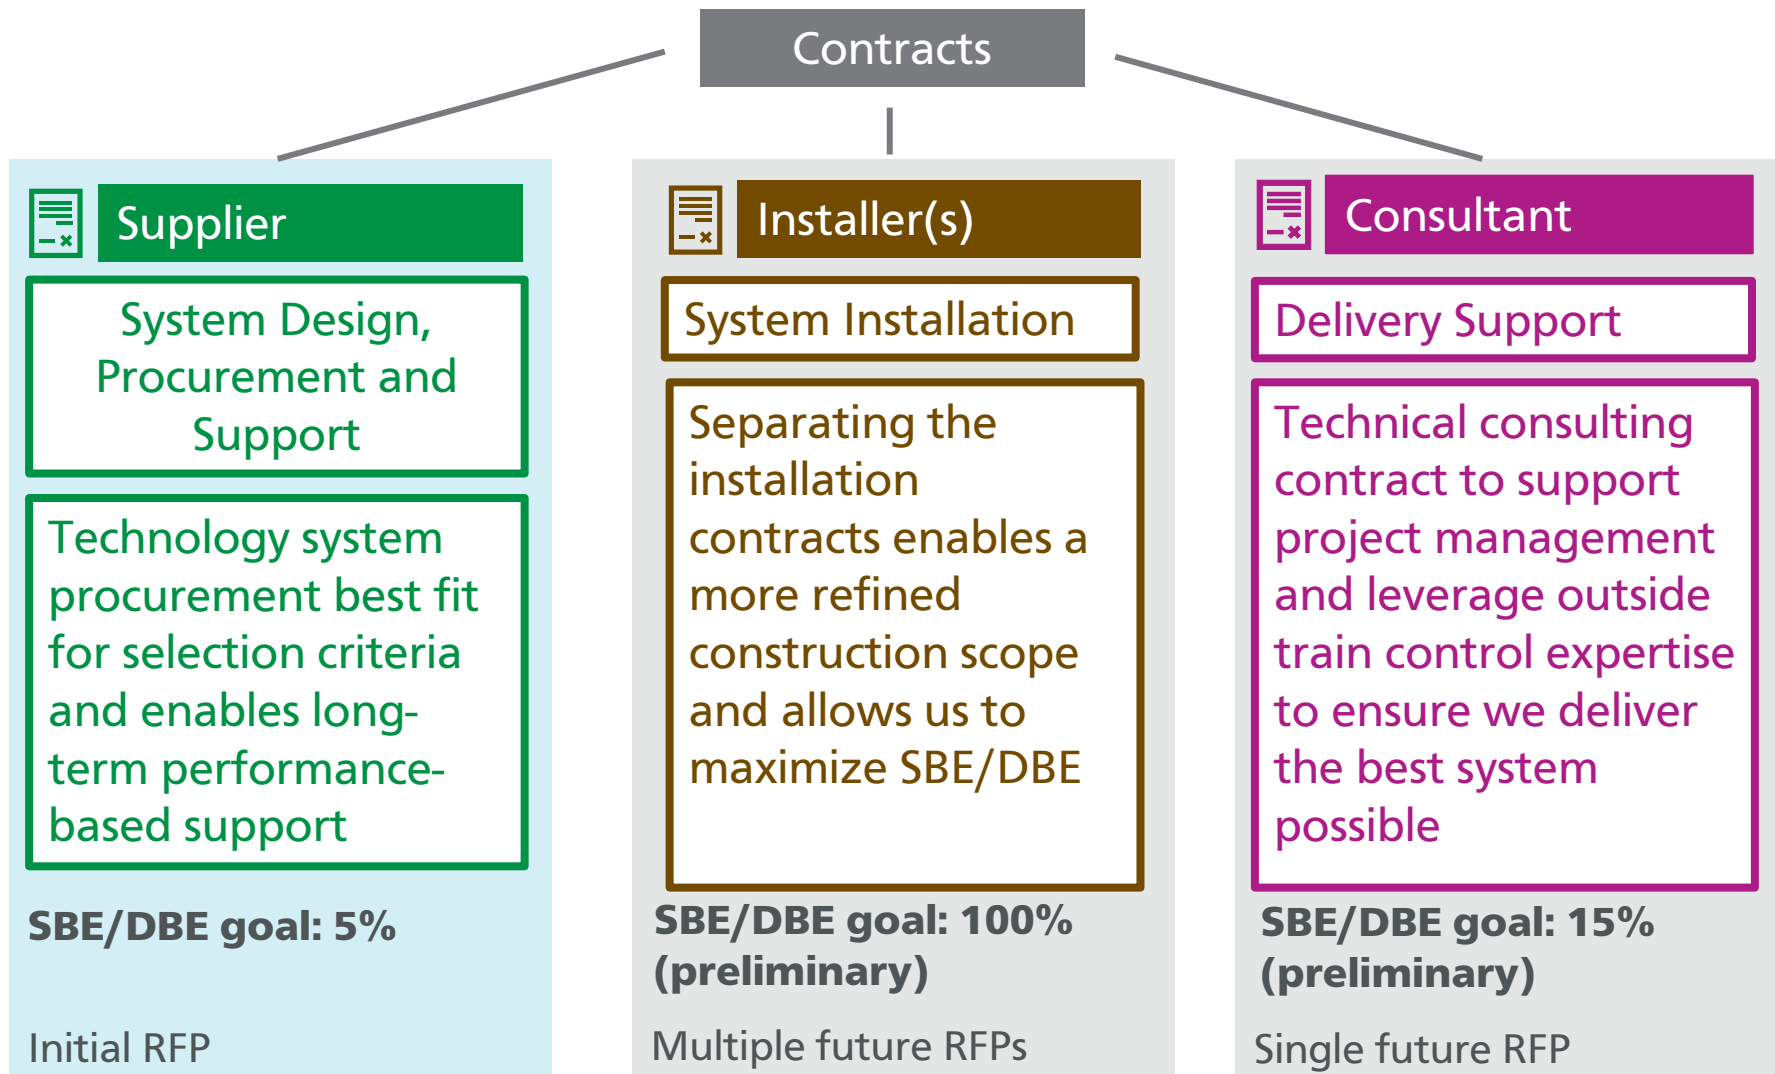 Contracts
Supplier
System Design,
Procurement and
Support
Technology system
procurement best fit
for selection criteria
and enables long-
term performance-
based support
SBE/DBE goal: 5%
Initial RFP
Installer(s)
System Installation
Separating the
installation
contracts enables a
more refined
construction scope
and allows us to
maximize SBE/DBE
SBE/DBE goal: 100%
(preliminary)
Multiple future RFPs
Consultant
Delivery Support
Technical consulting
contract to support
project management
and leverage outside
train control expertise
to ensure we deliver
the best system
possible
SBE/DBE goal: 15%
(preliminary)
Single future RFP